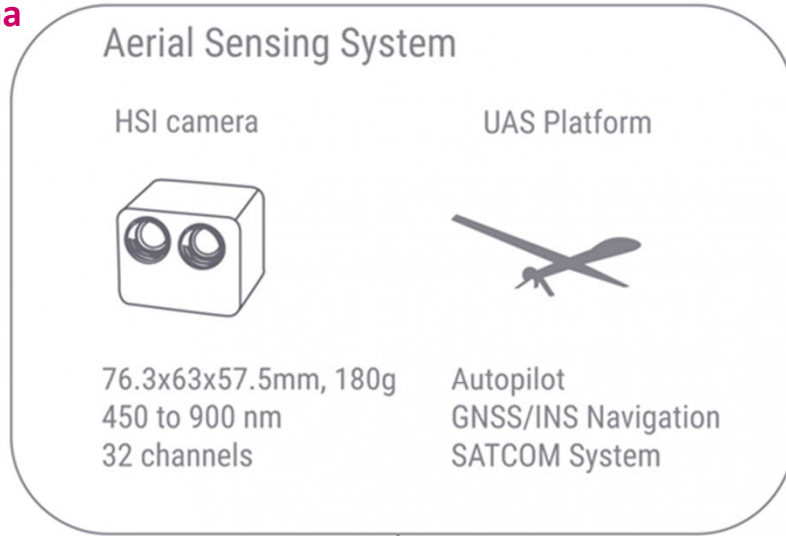 Aerial Sensing System
HSI camera
UAS Platform
76.3x63x57.5mm, 180g
450 to 900 nm
32 channels
Autopilot
GNSS/INS Navigation
SATCOM System